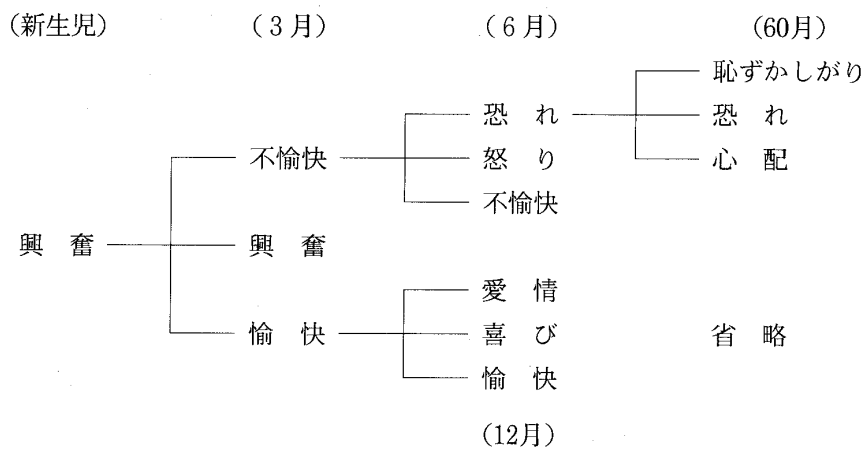 (新生児) (3月) (6月) (60月)
恥ずかしがり
恐れ 恐れ
不愉快 怒り 心配
不愉快
興奮 興奮
愛情
愉快 喜び 省略
愉快
(12月)